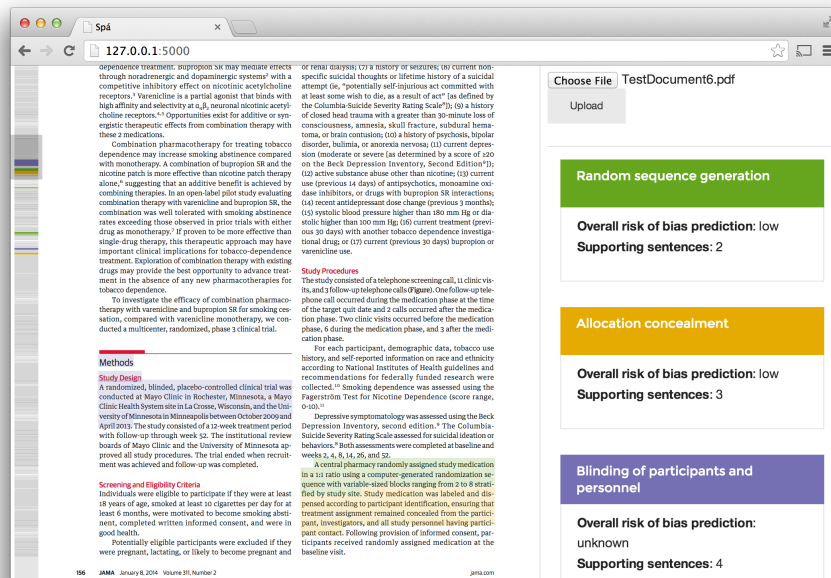 Spá
127.0.0.1:5000
dependence treatment. Bupropion SR may mediate effects
through noradrenergic and dopaminergic systems² with a
competitive inhibitory effect on nicotinic acetylcholine
receptors.³ Varenicline is a partial agonist that binds with
high affinity and selectivity at α₄β₂ neuronal nicotinic acetyl-
choline receptors.⁴,⁵ Opportunities exist for additive or syn-
ergistic therapeutic effects from combination therapy with
these 2 medications.
Combination pharmacotherapy for treating tobacco
dependence may increase smoking abstinence compared
with monotherapy. A combination of bupropion SR and the
nicotine patch is more effective than nicotine patch therapy
alone,⁶ suggesting that an additive benefit is achieved by
combining therapies. In an open-label pilot study evaluating
combination therapy with varenicline and bupropion SR, the
combination was well tolerated with smoking abstinence
rates exceeding those observed in prior trials with either
drug as monotherapy.⁷ If proven to be more effective than
single-drug therapy, this therapeutic approach may have
important clinical implications for tobacco-dependence
treatment. Exploration of combination therapy with existing
drugs may provide the best opportunity to advance treat-
ment in the absence of any new pharmacotherapies for
tobacco dependence.
To investigate the efficacy of combination pharmaco-
therapy with varenicline and bupropion SR for smoking ces-
sation, compared with varenicline monotherapy, we con-
ducted a multicenter, randomized, phase 3 clinical trial.
Methods
Study Design
A randomized, blinded, placebo-controlled clinical trial was
conducted at Mayo Clinic in Rochester, Minnesota, a Mayo
Clinic Health System site in La Crosse, Wisconsin, and the Uni-
versity of Minnesota in Minneapolis between October 2009 and
April 2013. The study consisted of a 12-week treatment period
with follow-up through week 52. The institutional review
boards of Mayo Clinic and the University of Minnesota ap-
proved all study procedures. The trial ended when recruit-
ment was achieved and follow-up was completed.
Screening and Eligibility Criteria
Individuals were eligible to participate if they were at least
18 years of age, smoked at least 10 cigarettes per day for at
least 6 months, were motivated to become smoking absti-
nent, completed written informed consent, and were in
good health.
Potentially eligible participants were excluded if they
were pregnant, lactating, or likely to become pregnant and
or renal dialysis; (7) a history of seizures; (8) current non-
specific suicidal thoughts or lifetime history of a suicidal
attempt (ie, "potentially self-injurious act committed with
at least some wish to die, as a result of act" [as defined by
the Columbia-Suicide Severity Rating Scale⁸]); (9) a history
of closed head trauma with a greater than 30-minute loss of
consciousness, amnesia, skull fracture, subdural hema-
toma, or brain contusion; (10) a history of psychosis, bipolar
disorder, bulimia, or anorexia nervosa; (11) current depres-
sion (moderate or severe [as determined by a score of ≥20
on the Beck Depression Inventory, Second Edition⁹]);
(12) active substance abuse other than nicotine; (13) current
use (previous 14 days) of antipsychotics, monoamine oxi-
dase inhibitors, or drugs with bupropion SR interactions;
(14) recent antidepressant dose change (previous 3 months);
(15) systolic blood pressure higher than 180 mm Hg or dia-
stolic higher than 100 mm Hg; (16) current treatment (previ-
ous 30 days) with another tobacco dependence investiga-
tional drug; or (17) current (previous 30 days) bupropion or
varenicline use.
Study Procedures
The study consisted of a telephone screening call, 11 clinic vis-
its, and 3 follow-up telephone calls (Figure). One follow-up tele-
phone call occurred during the medication phase at the time
of the target quit date and 2 calls occurred after the medica-
tion phase. Two clinic visits occurred before the medication
phase, 6 during the medication phase, and 3 after the medi-
cation phase.
For each participant, demographic data, tobacco use
history, and self-reported information on race and ethnicity
according to National Institutes of Health guidelines and
recommendations for federally funded research were
collected.¹⁰ Smoking dependence was assessed using the
Fagerström Test for Nicotine Dependence (score range,
0-10).¹¹
Depressive symptomatology was assessed using the Beck
Depression Inventory, second edition.⁹ The Columbia-
Suicide Severity Rating Scale assessed for suicidal ideation or
behaviors.⁸ Both assessments were completed at baseline and
weeks 2, 4, 8, 14, 26, and 52.
A central pharmacy randomly assigned study medication
in a 1:1 ratio using a computer-generated randomization se-
quence with variable-sized blocks ranging from 2 to 8 strati-
fied by study site. Study medication was labeled and dis-
pensed according to participant identification, ensuring that
treatment assignment remained concealed from the partici-
pant, investigators, and all study personnel having partici-
pant contact. Following provision of informed consent, par-
ticipants received randomly assigned medication at the
baseline visit.
156 JAMA January 8, 2014 Volume 311, Number 2
jama.com
Choose File TestDocument6.pdf
Upload
Random sequence generation
Overall risk of bias prediction: low
Supporting sentences: 2
Allocation concealment
Overall risk of bias prediction: low
Supporting sentences: 3
Blinding of participants and
personnel
Overall risk of bias prediction:
unknown
Supporting sentences: 4